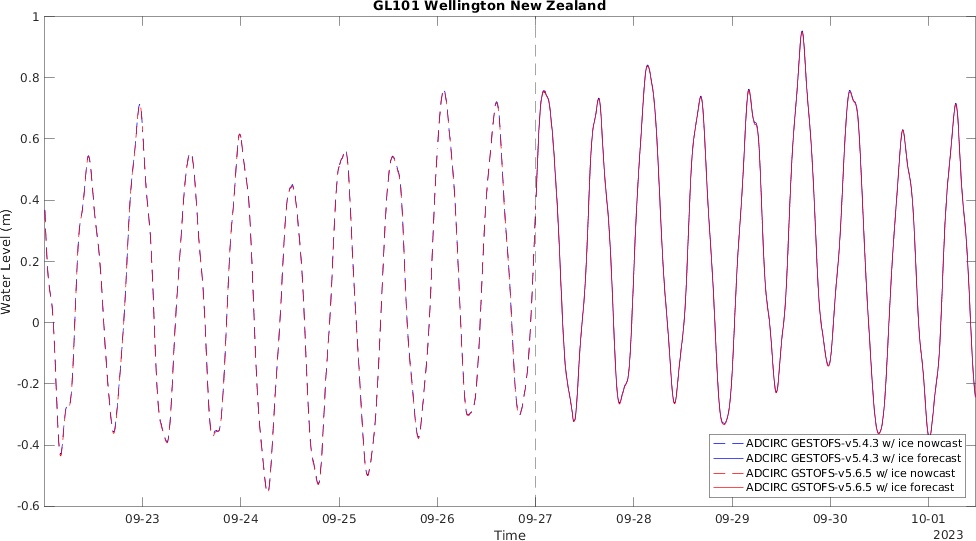 GL101 Wellington New Zealand
1
0.8
0.6
0.4
0.2
0
-0.2
-0.4
-0.6
Water Level (m)
ADCIRC GESTOFS-v5.4.3 w/ ice nowcast
ADCIRC GESTOFS-v5.4.3 w/ ice forecast
ADCIRC GSTOFS-v5.6.5 w/ ice nowcast
ADCIRC GSTOFS-v5.6.5 w/ ice forecast
09-23 09-24 09-25 09-26 09-27 09-28 09-29 09-30 10-01
Time
2023